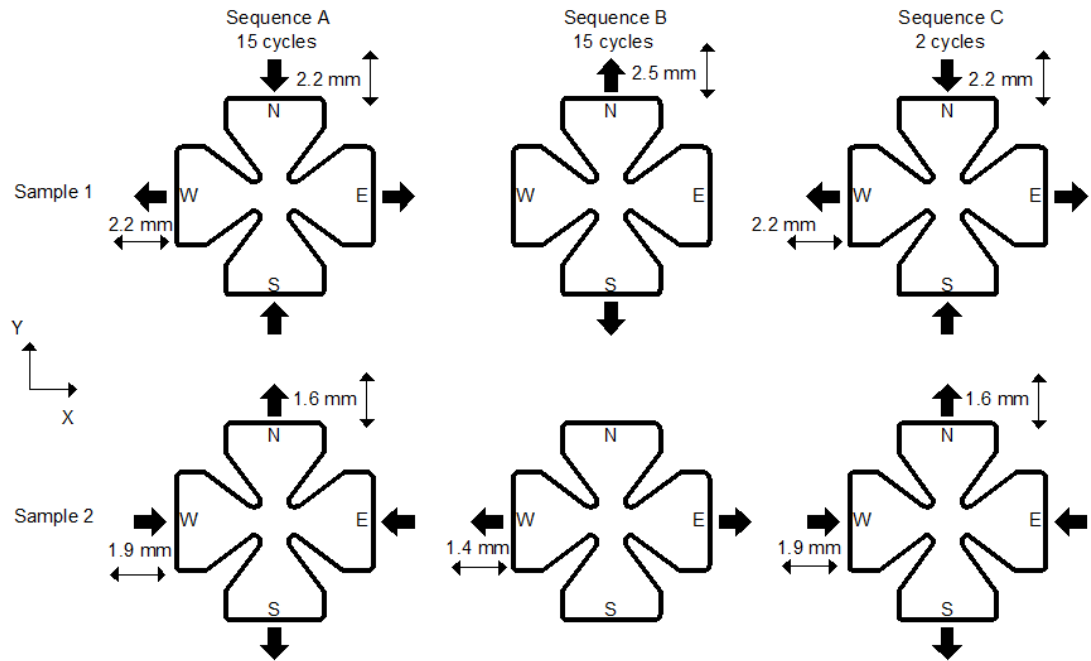 Sequence A
15 cycles
Sequence B
15 cycles
Sequence C
2 cycles
2.2 mm
2.5 mm
2.2 mm
N
N
N
Sample 1
W
E
W
E
W
E
2.2 mm
2.2 mm
S
S
S
Y
X
1.6 mm
1.6 mm
N
N
N
Sample 2
W
E
W
E
W
E
1.9 mm
1.4 mm
1.9 mm
S
S
S